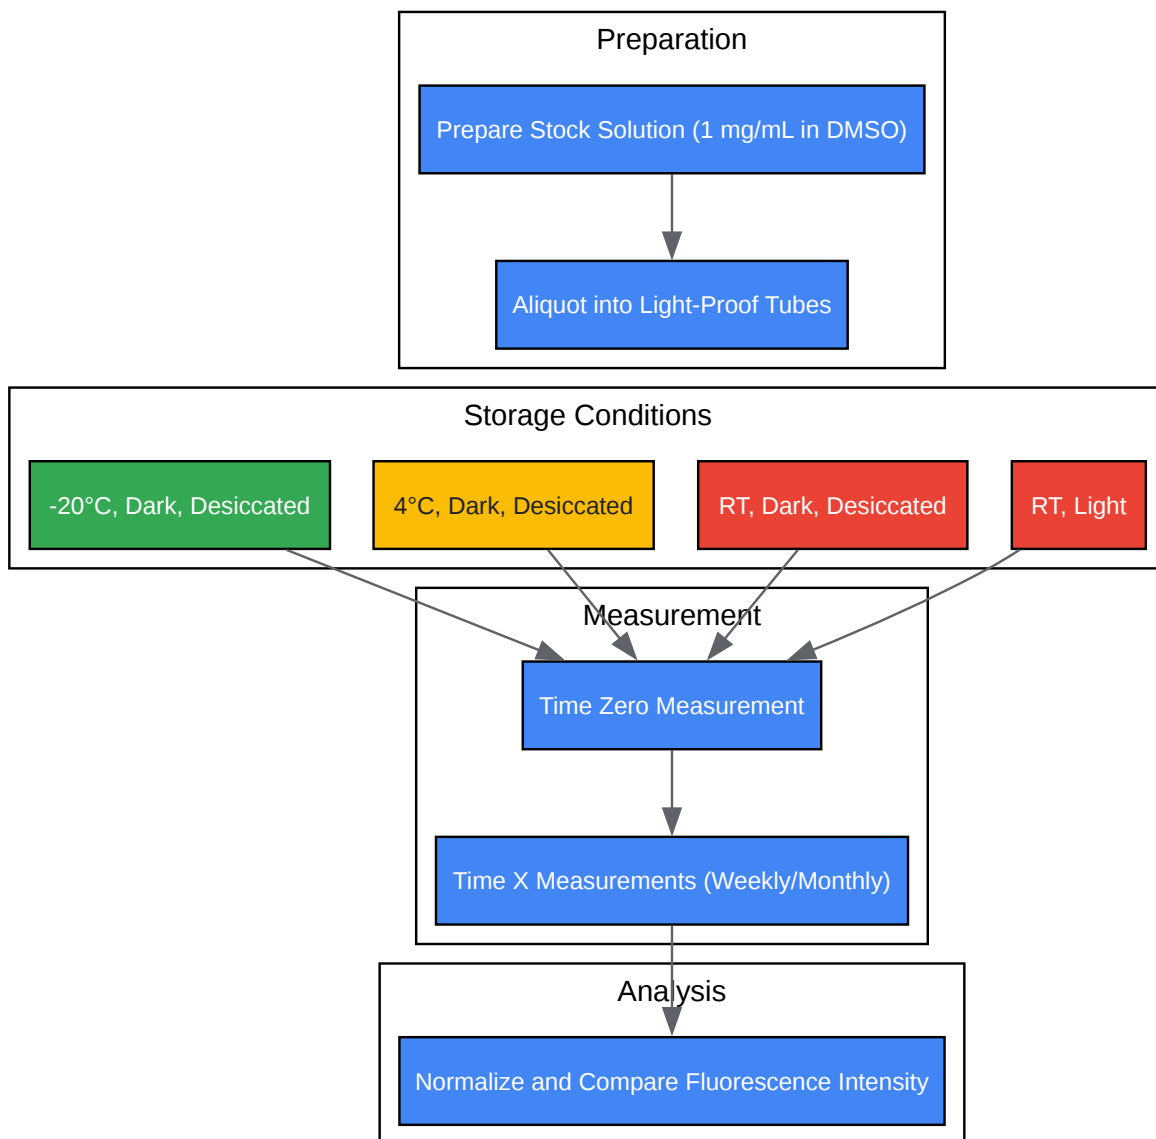 Preparation
Prepare Stock Solution (1 mg/mL in DMSO)
Aliquot into Light-Proof Tubes
Storage Conditions
-20°C, Dark, Desiccated
4°C, Dark, Desiccated
RT, Dark, Desiccated
RT, Light
Measurement
Time Zero Measurement
Time X Measurements (Weekly/Monthly)
Analysis
Normalize and Compare Fluorescence Intensity